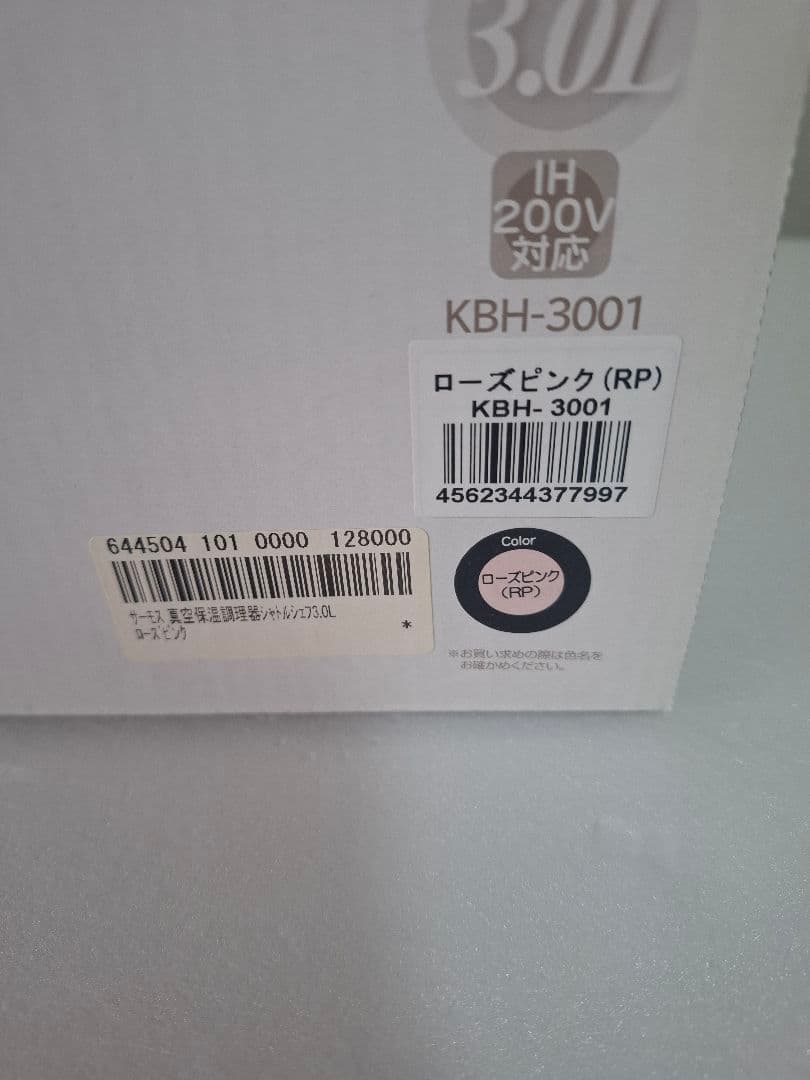 3.0L
IH
200V
対応
KBH-3001
ローズピンク(RP)
KBH- 3001
4562344377997
644504 101 0000 128000
サーモス 真空保温調理器シャトルシェフ3.0L
ローズピンク
*
Color
ローズピンク
(RP)
※お買い求めの際は色名を
お確かめください。